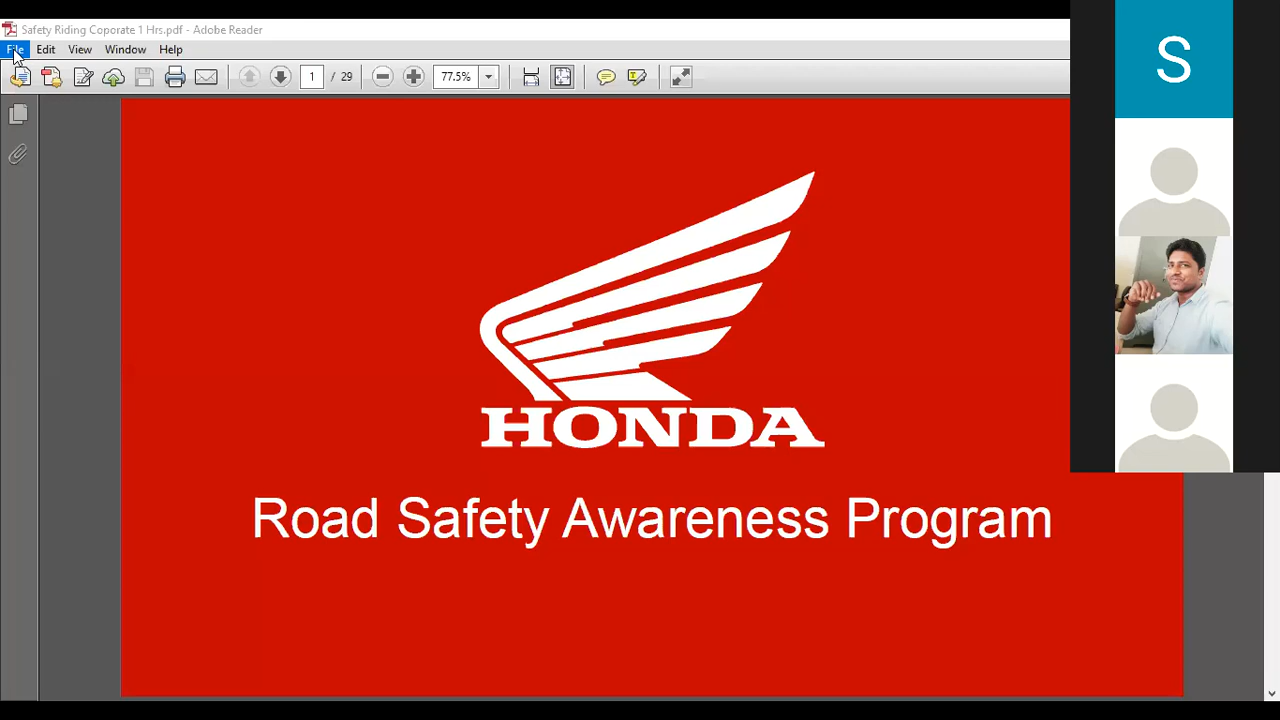 Safety Riding Coporate 1 Hrs.pdf - Adobe Reader
File Edit View Window Help
1 / 29 77.5%
S
HONDA
Road Safety Awareness Program